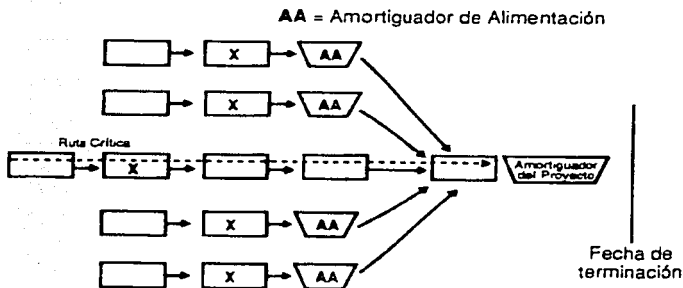 AA = Amortiguador de Alimentación
X AA
X AA
Ruta Crítica
X
Amortiguador
del Proyecto
X AA
X AA
Fecha de
terminación